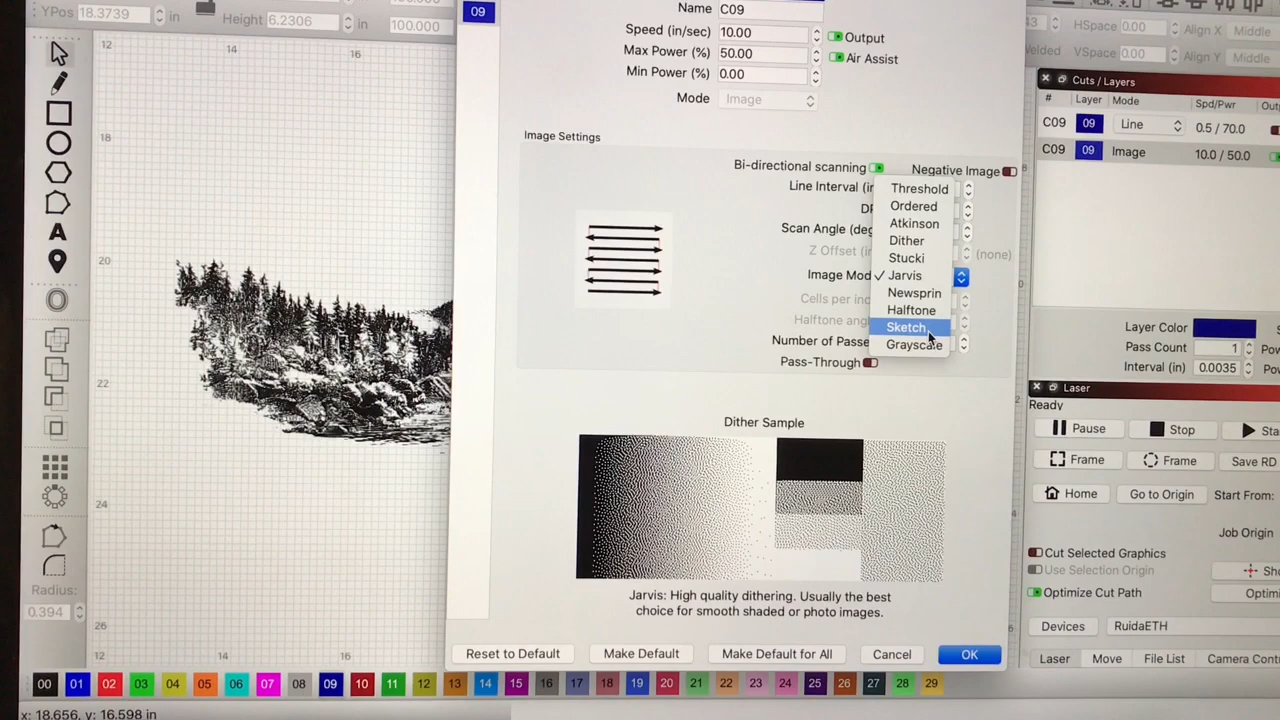 YPos 18.3739 in Height 6.2306 in 100.000
09
Name C09
Speed (in/sec) 10.00 Output
Max Power (%) 50.00 Air Assist
Min Power (%) 0.00
Mode Image
Image Settings
Bi-directional scanning Negative Image
Line Interval (in
Scan Angle (deg
Z Offset (in (none)
Image Mod
Cells per inc
Halftone ang
Number of Passe
Pass-Through
Threshold
Ordered
Atkinson
Dither
Stucki
✓ Jarvis
Newsprin
Halftone
Sketch
Grayscale
Dither Sample
Jarvis: High quality dithering. Usually the best
choice for smooth shaded or photo images.
Reset to Default Make Default Make Default for All Cancel OK
HSpace 0.00 Align X Middle
VSpace 0.00 Align Y Middle
Cuts / Layers
# Layer Mode Spd/Pwr
C09 09 Line 0.5 / 70.0
C09 09 Image 10.0 / 50.0
Layer Color
Pass Count 1
Interval (in) 0.0035
Laser
Ready
Pause Stop Sta
Frame Frame Save RD
Home Go to Origin Start From:
Job Origin
Cut Selected Graphics
Use Selection Origin
Optimize Cut Path
Devices RuidaETH
Laser Move File List Camera Contr
12 14 16
18
20
22
24
26
12 14 16
Radius:
0.394
00 01 02 03 04 05 06 07 08 09 10 11 12 13 14 15 16 17 18 19 20 21 22 23 24 25 26 27 28 29
x: 18.656, y: 16.598 in